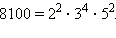 8100 = 2² · 3⁴ · 5².